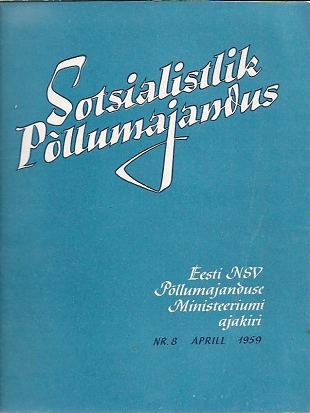 Sotsialistlik
Põllumajandus
Eesti NSV
Põllumajanduse
Ministeeriumi
ajakiri
NR. 8 APRILL 1959